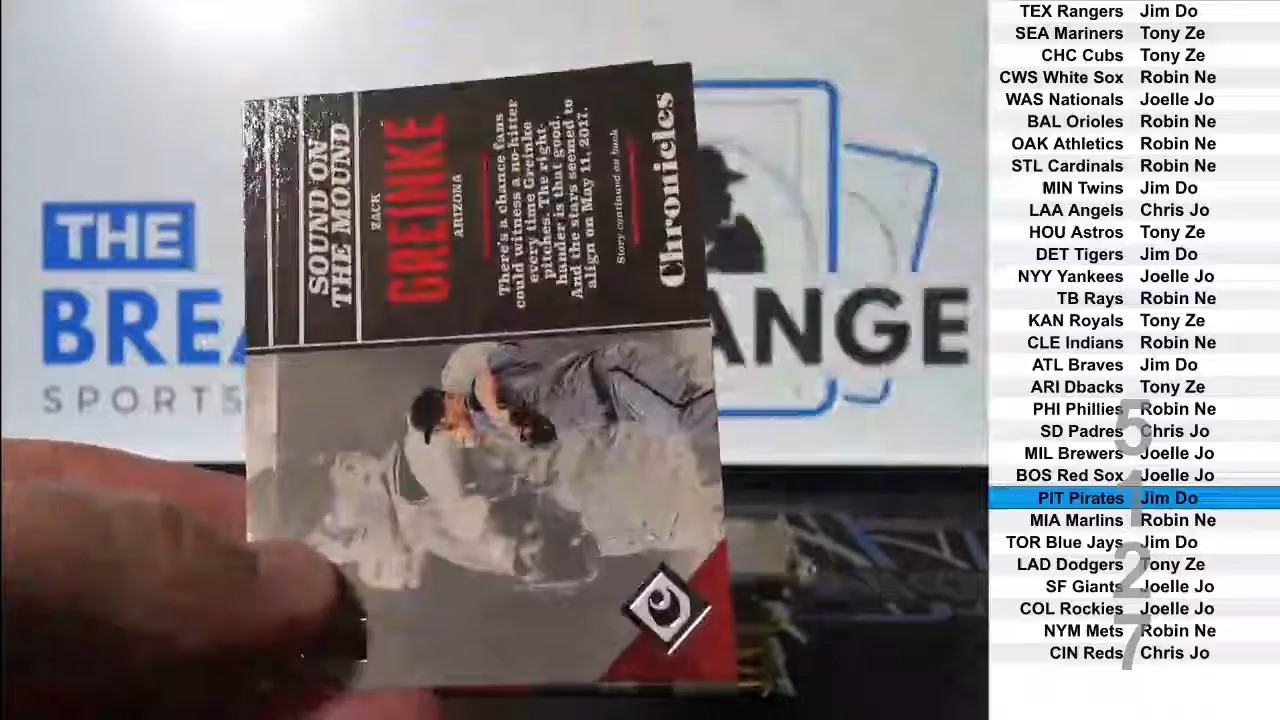 SOUND ON
THE MOUND
ZACK
GREINKE
ARIZONA
There's a chance fans
could witness a no-hitter
every time Greinke
pitches. The right-
hander is that good.
And the stars seemed to
align on May 11, 2017.
Story continued on back
Chronicles
C
THE
BREA
ANGE
SPORTS
TEX Rangers Jim Do
SEA Mariners Tony Ze
CHC Cubs Tony Ze
CWS White Sox Robin Ne
WAS Nationals Joelle Jo
BAL Orioles Robin Ne
OAK Athletics Robin Ne
STL Cardinals Robin Ne
MIN Twins Jim Do
LAA Angels Chris Jo
HOU Astros Tony Ze
DET Tigers Jim Do
NYY Yankees Joelle Jo
TB Rays Robin Ne
KAN Royals Tony Ze
CLE Indians Robin Ne
ATL Braves Jim Do
ARI Dbacks Tony Ze
PHI Phillies Robin Ne
SD Padres Chris Jo
MIL Brewers Joelle Jo
BOS Red Sox Joelle Jo
PIT Pirates Jim Do
MIA Marlins Robin Ne
TOR Blue Jays Jim Do
LAD Dodgers Tony Ze
SF Giants Joelle Jo
COL Rockies Joelle Jo
NYM Mets Robin Ne
CIN Reds Chris Jo
5
1
2
7